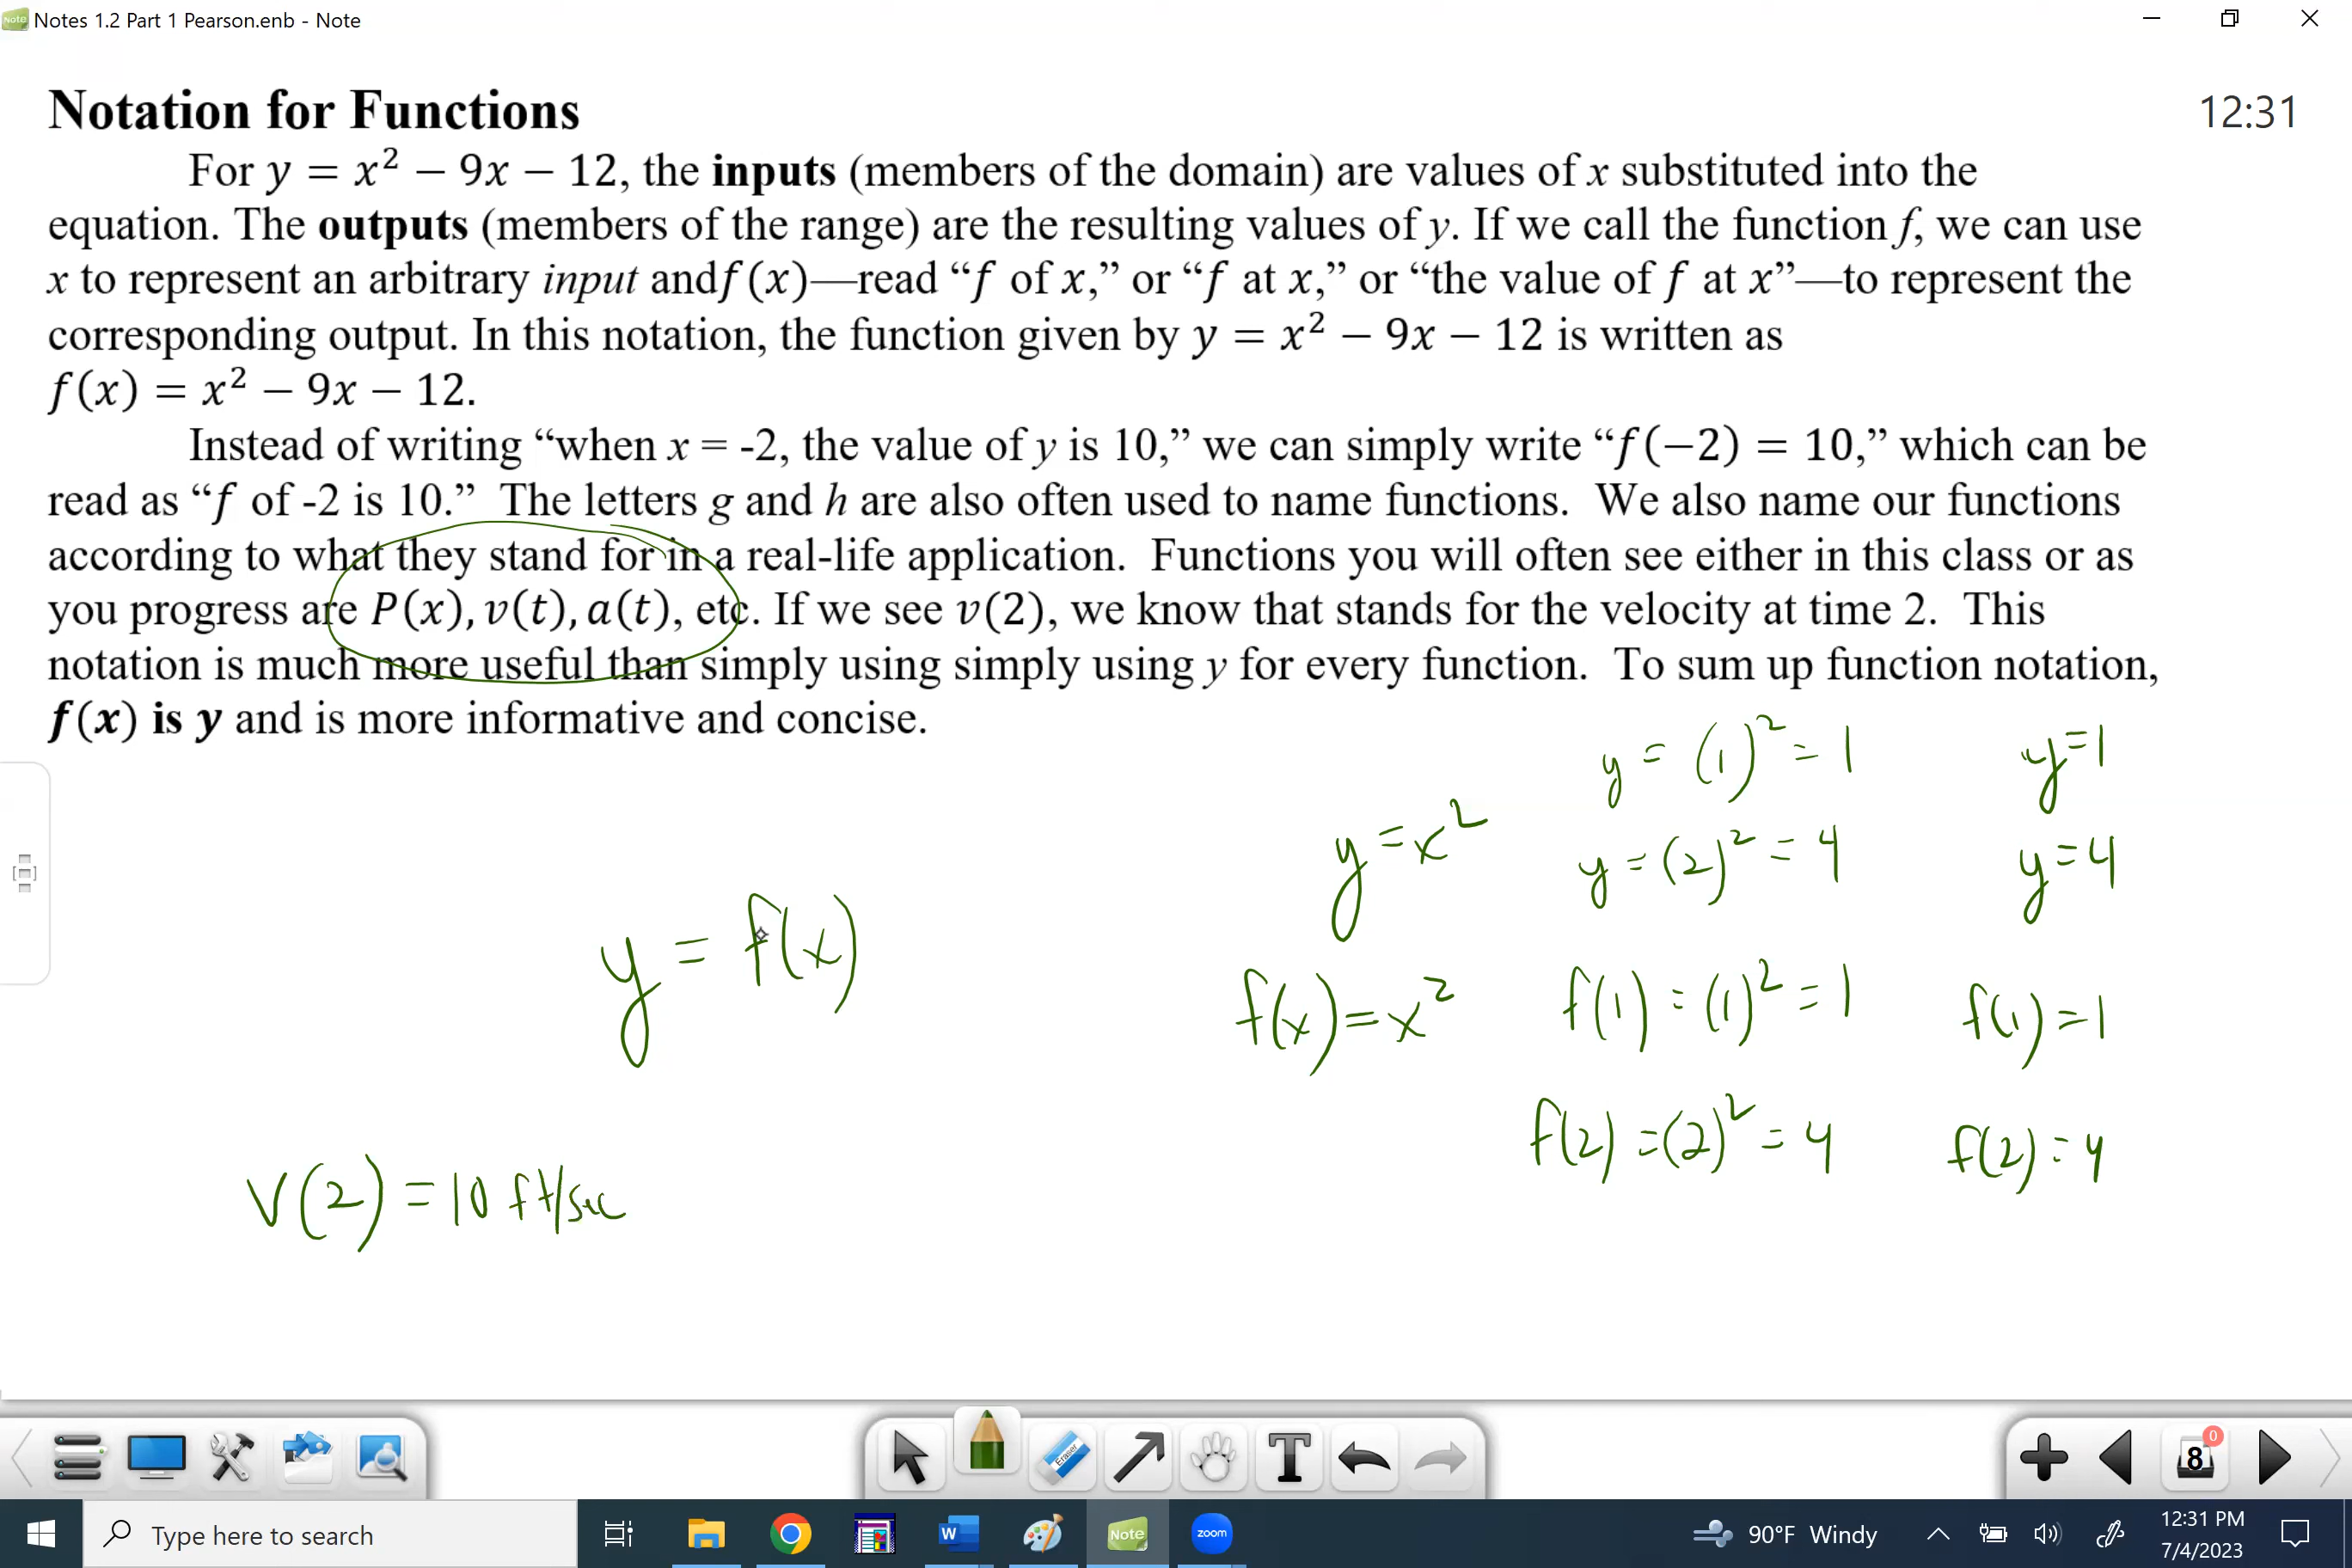 Notes 1.2 Part 1 Pearson.enb - Note
Notation for Functions
12:31
For y = x² − 9x − 12, the inputs (members of the domain) are values of x substituted into the
equation. The outputs (members of the range) are the resulting values of y. If we call the function f, we can use
x to represent an arbitrary input and f(x)—read “f of x,” or “f at x,” or “the value of f at x”—to represent the
corresponding output. In this notation, the function given by y = x² − 9x − 12 is written as
f(x) = x² − 9x − 12.
Instead of writing “when x = -2, the value of y is 10,” we can simply write “f(−2) = 10,” which can be
read as “f of -2 is 10.” The letters g and h are also often used to name functions. We also name our functions
according to what they stand for in a real-life application. Functions you will often see either in this class or as
you progress are P(x), v(t), a(t), etc. If we see v(2), we know that stands for the velocity at time 2. This
notation is much more useful than simply using simply using y for every function. To sum up function notation,
f(x) is y and is more informative and concise.
y = (1)² = 1
y = 1
y = x²
y = (2)² = 4
y = 4
y = f(x)
f(x) = x²
f(1) = (1)² = 1
f(1) = 1
f(2) = (2)² = 4
f(2) = 4
V(2) = 10 ft/sec
Eraser
T
8
0
Type here to search
W
Note
zoom
90°F Windy
12:31 PM
7/4/2023